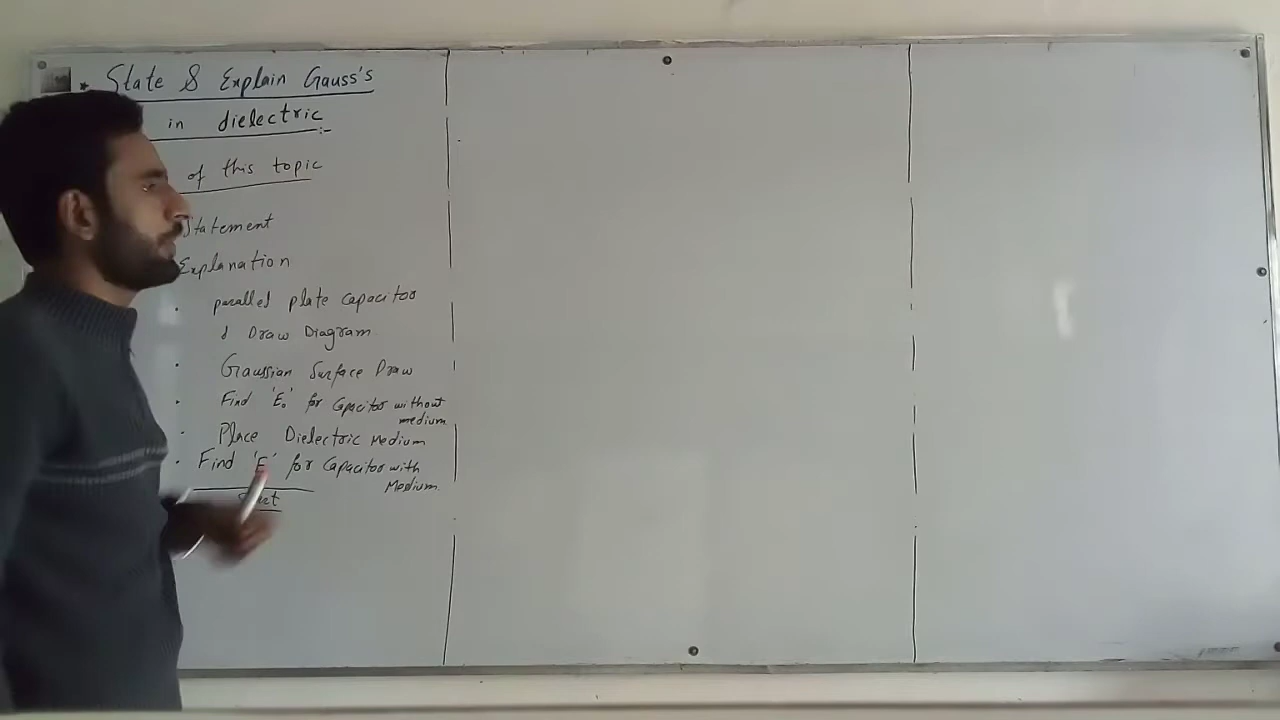 * State & Explain Gauss's
in dielectric :-
of this topic
Statement
Explanation
• parallel plate Capacitor
& Draw Diagram
• Gaussian Surface Draw
• Find 'E₀' for Capacitor without
medium
• Place Dielectric Medium
• Find 'E' for Capacitor with
Medium.